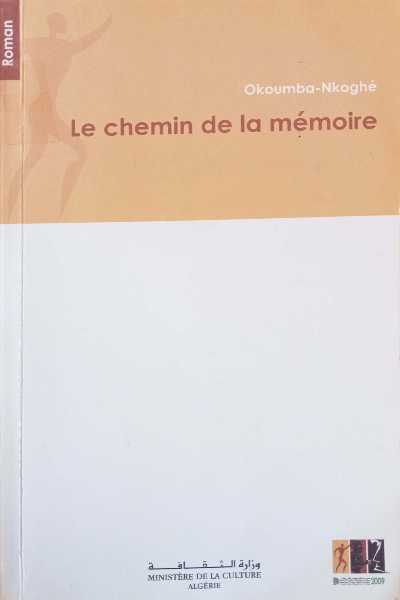 Roman
Okoumba-Nkoghé
Le chemin de la mémoire
وزارة الثقافة
MINISTÈRE DE LA CULTURE
ALGÉRIE
2009